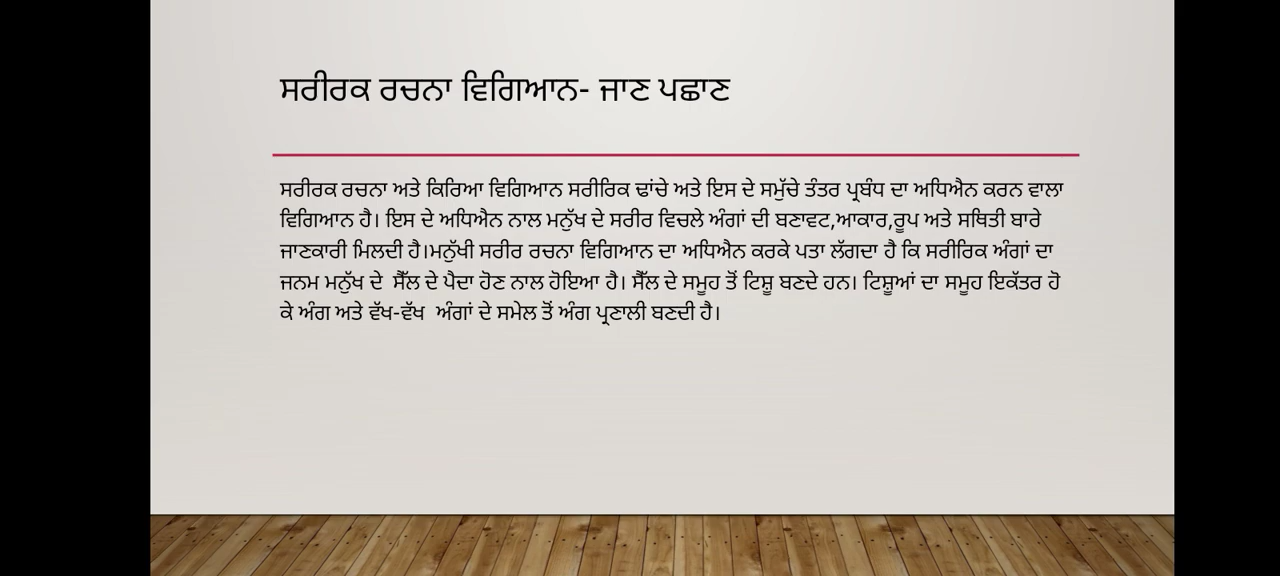 ਸਰੀਰਕ ਰਚਨਾ ਵਿਗਿਆਨ- ਜਾਣ ਪਛਾਣ
ਸਰੀਰਕ ਰਚਨਾ ਅਤੇ ਕਿਰਿਆ ਵਿਗਿਆਨ ਸਰੀਰਿਕ ਢਾਂਚੇ ਅਤੇ ਇਸ ਦੇ ਸਮੁੱਚੇ ਤੰਤਰ ਪ੍ਰਬੰਧ ਦਾ ਅਧਿਐਨ ਕਰਨ ਵਾਲਾ
ਵਿਗਿਆਨ ਹੈ। ਇਸ ਦੇ ਅਧਿਐਨ ਨਾਲ ਮਨੁੱਖ ਦੇ ਸਰੀਰ ਵਿਚਲੇ ਅੰਗਾਂ ਦੀ ਬਣਾਵਟ,ਆਕਾਰ,ਰੂਪ ਅਤੇ ਸਥਿਤੀ ਬਾਰੇ
ਜਾਣਕਾਰੀ ਮਿਲਦੀ ਹੈ।ਮਨੁੱਖੀ ਸਰੀਰ ਰਚਨਾ ਵਿਗਿਆਨ ਦਾ ਅਧਿਐਨ ਕਰਕੇ ਪਤਾ ਲੱਗਦਾ ਹੈ ਕਿ ਸਰੀਰਿਕ ਅੰਗਾਂ ਦਾ
ਜਨਮ ਮਨੁੱਖ ਦੇ ਸੈੱਲ ਦੇ ਪੈਦਾ ਹੋਣ ਨਾਲ ਹੋਇਆ ਹੈ। ਸੈੱਲ ਦੇ ਸਮੂਹ ਤੋਂ ਟਿਸ਼ੂ ਬਣਦੇ ਹਨ। ਟਿਸ਼ੂਆਂ ਦਾ ਸਮੂਹ ਇਕੱਤਰ ਹੋ
ਕੇ ਅੰਗ ਅਤੇ ਵੱਖ-ਵੱਖ ਅੰਗਾਂ ਦੇ ਸਮੇਲ ਤੋਂ ਅੰਗ ਪ੍ਰਣਾਲੀ ਬਣਦੀ ਹੈ।